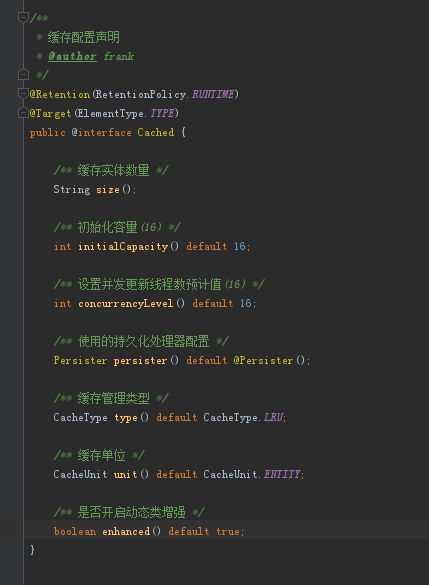 /**
 * 缓存配置声明
 * @author frank
 */
@Retention(RetentionPolicy.RUNTIME)
@Target(ElementType.TYPE)
public @interface Cached {
/** 缓存实体数量 */
String size();
/** 初始化容量(16) */
int initialCapacity() default 16;
/** 设置并发更新线程数预计值(16) */
int concurrencyLevel() default 16;
/** 使用的持久化处理器配置 */
Persister persister() default @Persister();
/** 缓存管理类型 */
CacheType type() default CacheType.LRU;
/** 缓存单位 */
CacheUnit unit() default CacheUnit.ENTITY;
/** 是否开启动态类增强 */
boolean enhanced() default true;
}